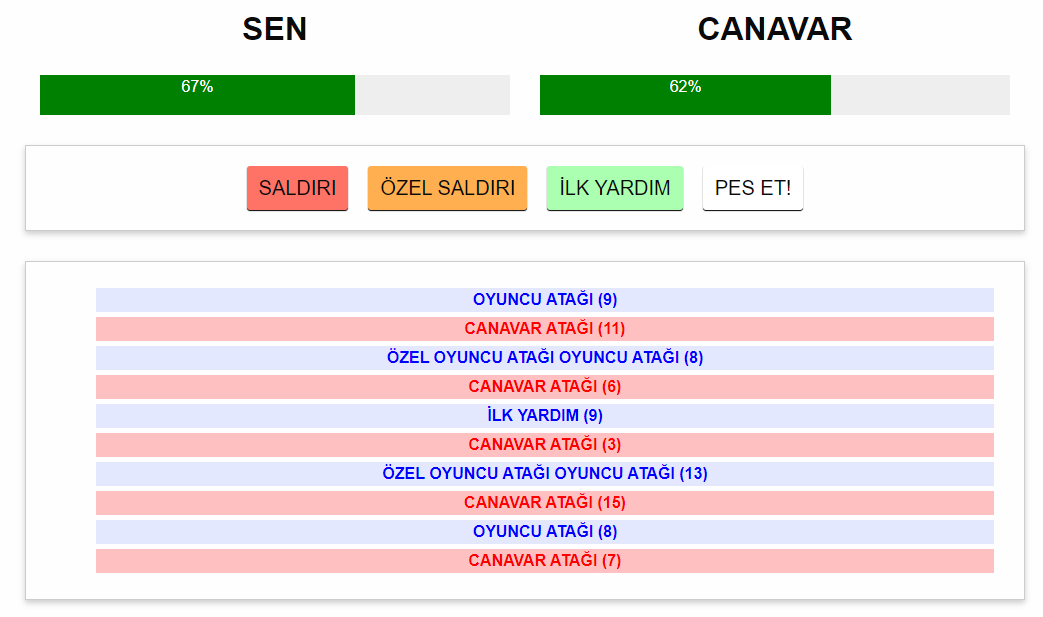 SEN CANAVAR
67% 62%
SALDIRI ÖZEL SALDIRI İLK YARDIM PES ET!
OYUNCU ATAĞI (9)
CANAVAR ATAĞI (11)
ÖZEL OYUNCU ATAĞI OYUNCU ATAĞI (8)
CANAVAR ATAĞI (6)
İLK YARDIM (9)
CANAVAR ATAĞI (3)
ÖZEL OYUNCU ATAĞI OYUNCU ATAĞI (13)
CANAVAR ATAĞI (15)
OYUNCU ATAĞI (8)
CANAVAR ATAĞI (7)